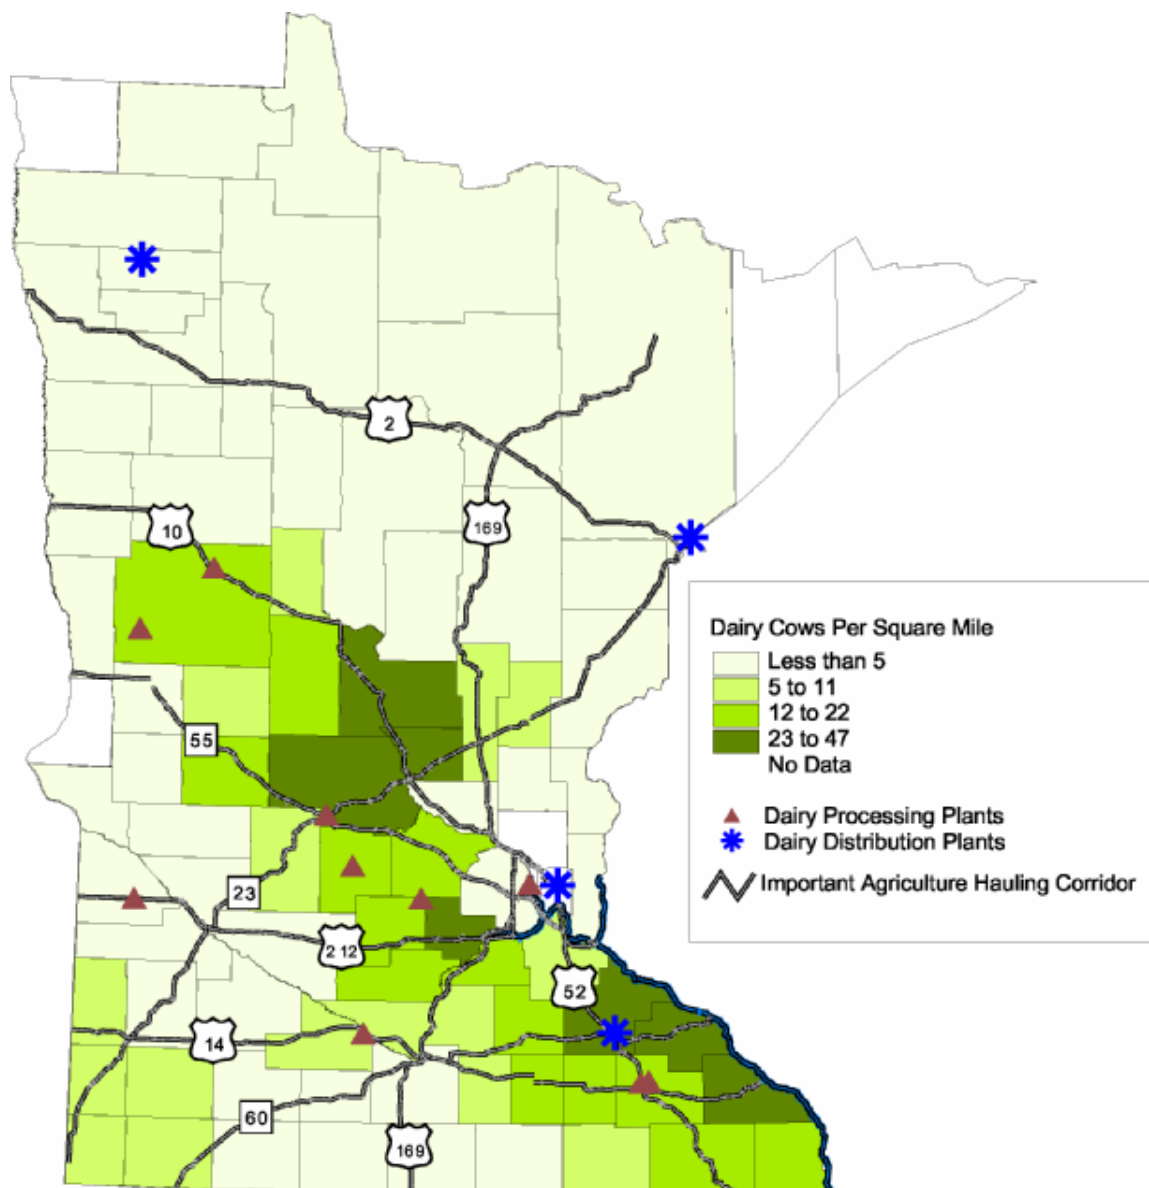 2
10
169
Dairy Cows Per Square Mile
Less than 5
5 to 11
12 to 22
23 to 47
No Data
55
Dairy Processing Plants
Dairy Distribution Plants
23
Important Agriculture Hauling Corridor
2 12
52
14
60
169